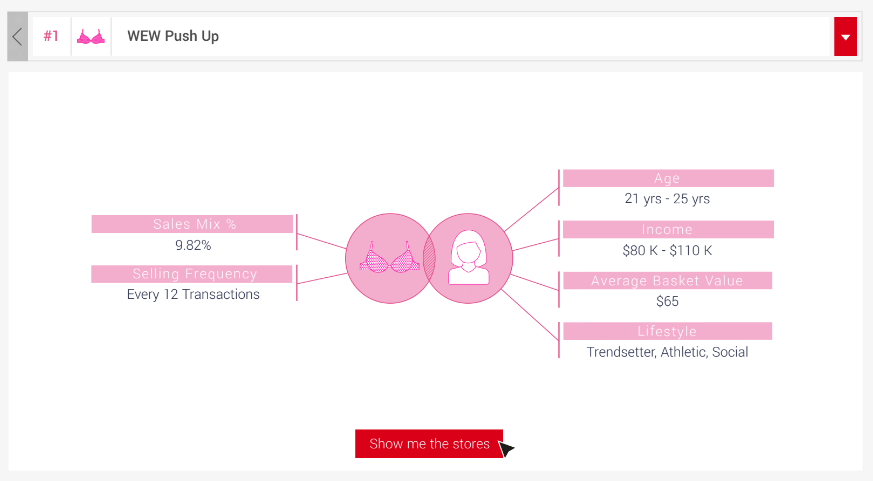 #1
WEW Push Up
Sales Mix %
9.82%
Selling Frequency
Every 12 Transactions
Age
21 yrs - 25 yrs
Income
$80 K - $110 K
Average Basket Value
$65
Lifestyle
Trendsetter, Athletic, Social
Show me the stores